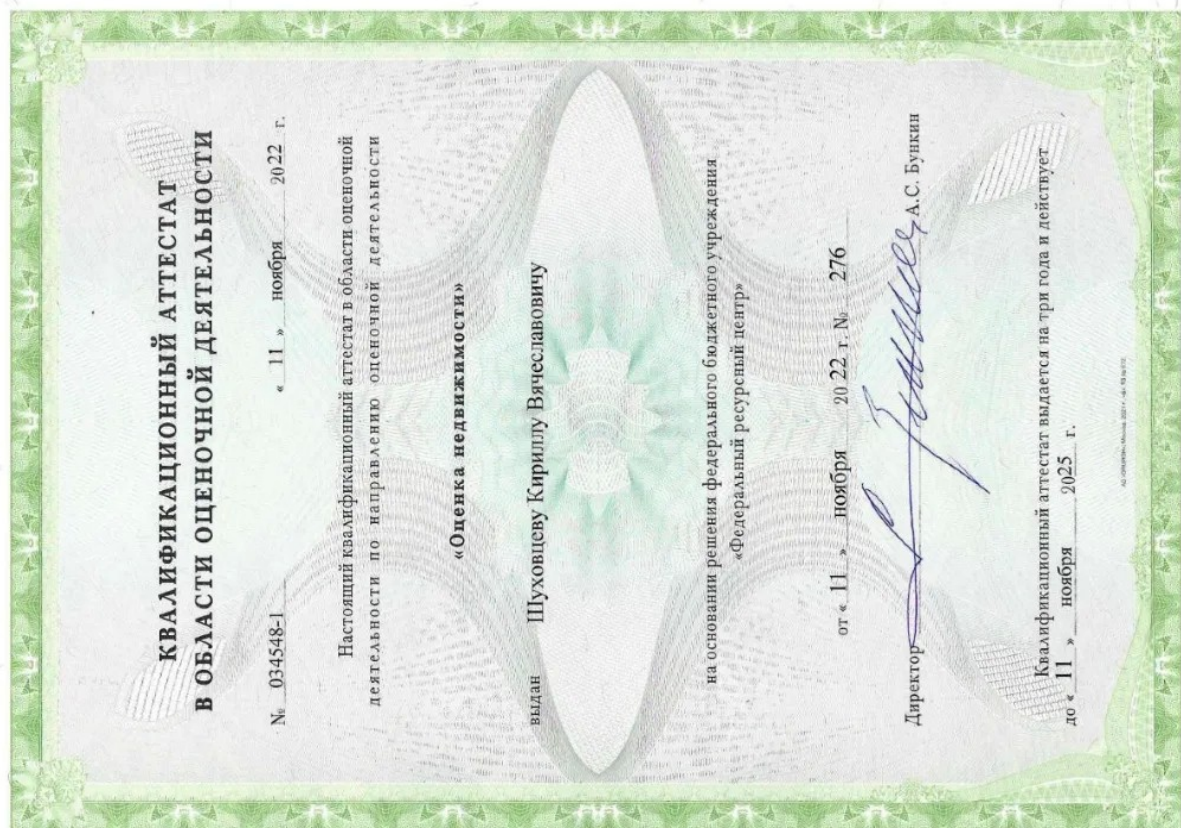 КВАЛИФИКАЦИОННЫЙ АТТЕСТАТ
В ОБЛАСТИ ОЦЕНОЧНОЙ ДЕЯТЕЛЬНОСТИ
№ 034548-1 « 11 » ноября 2022 г.
Настоящий квалификационный аттестат в области оценочной
деятельности по направлению оценочной деятельности
«Оценка недвижимости»
выдан Шуховцеву Кириллу Вячеславовичу
на основании решения федерального бюджетного учреждения
«Федеральный ресурсный центр»
от « 11 » ноября 20 22 г. № 276
Директор А.С. Бункин
Квалификационный аттестат выдается на три года и действует
до « 11 » ноября 2025 г.